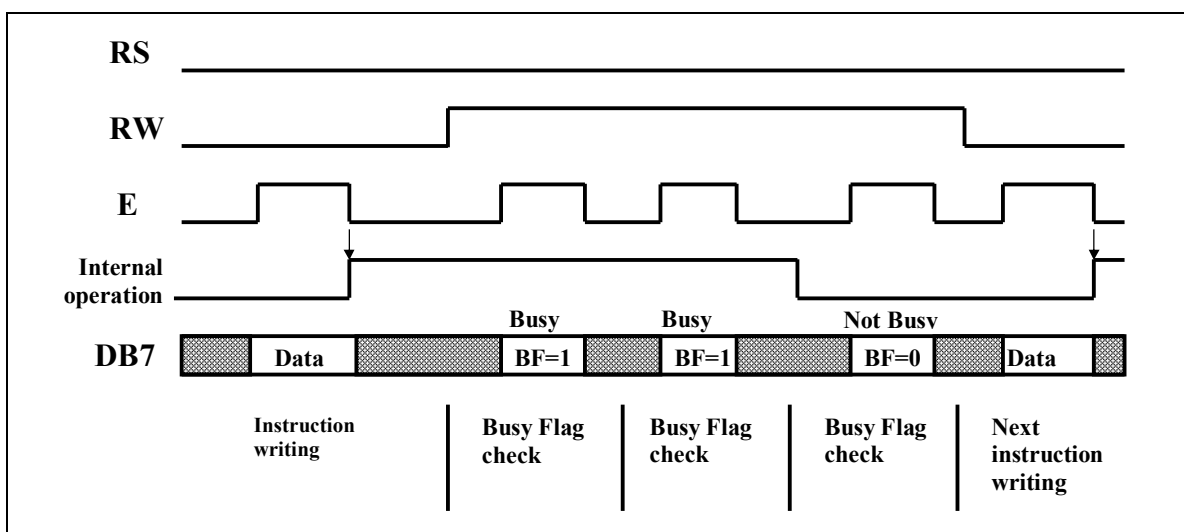 RS
RW
E
Internal
operation
Busy Busy Not Busy
DB7 Data BF=1 BF=1 BF=0 Data
Instruction
writing
Busy Flag
check
Busy Flag
check
Busy Flag
check
Next
instruction
writing